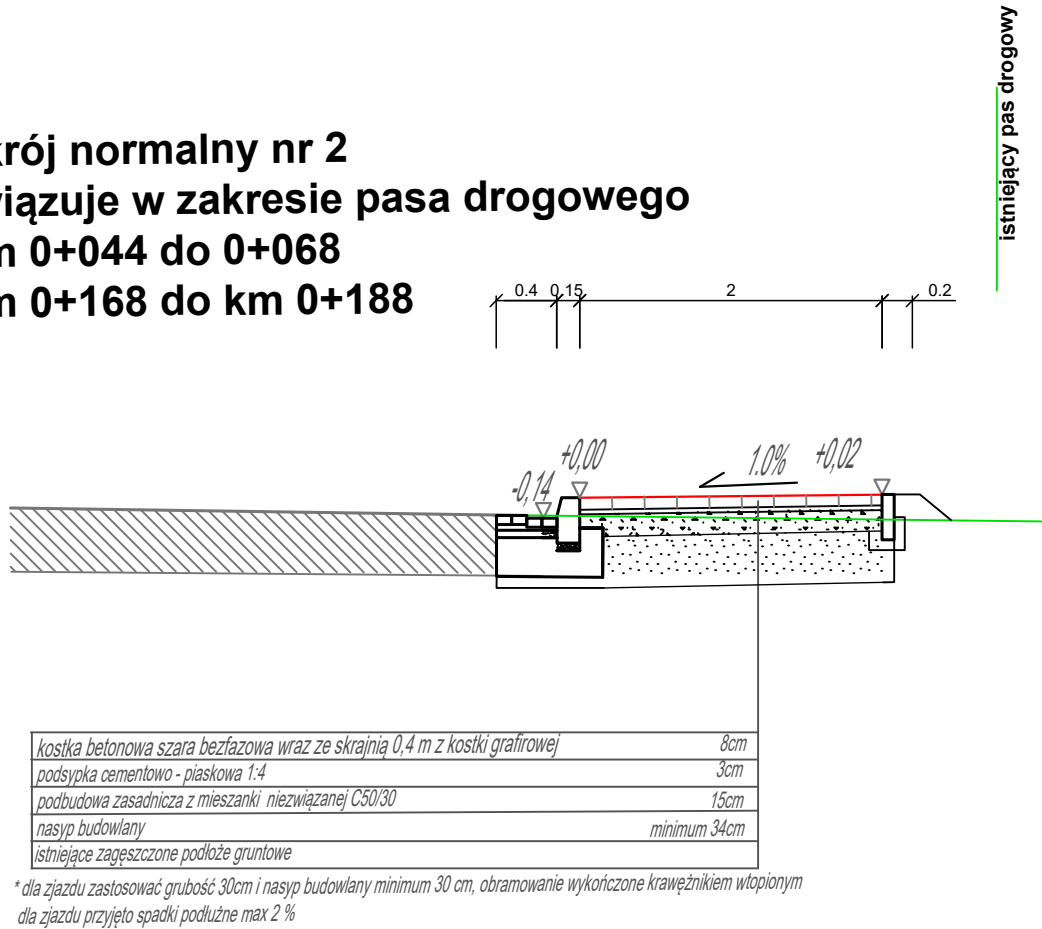 krój normalny nr 2
wiązuje w zakresie pasa drogowego
m 0+044 do 0+068
m 0+168 do km 0+188
istniejący pas drogowy
0.4 0.15 2 0.2
+0,00 1.0% +0,02
-0,14
kostka betonowa szara bezfazowa wraz ze skrajnią 0,4 m z kostki grafirowej 8cm
podsypka cementowo - piaskowa 1:4 3cm
podbudowa zasadnicza z mieszanki niezwiązanej C50/30 15cm
nasyp budowlany minimum 34cm
istniejące zagęszczone podłoże gruntowe
* dla zjazdu zastosować grubość 30cm i nasyp budowlany minimum 30 cm, obramowanie wykończone krawężnikiem wtopionym
dla zjazdu przyjęto spadki podłużne max 2 %